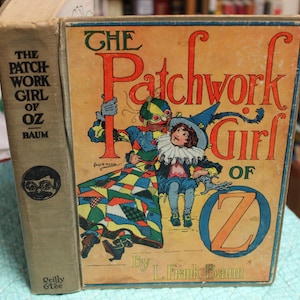 THE
PATCH-
WORK
GIRL
OF
OZ
BAUM
Reilly
& Lee
THE
Patchwork
Girl
OF
OZ
By
L. Frank Baum